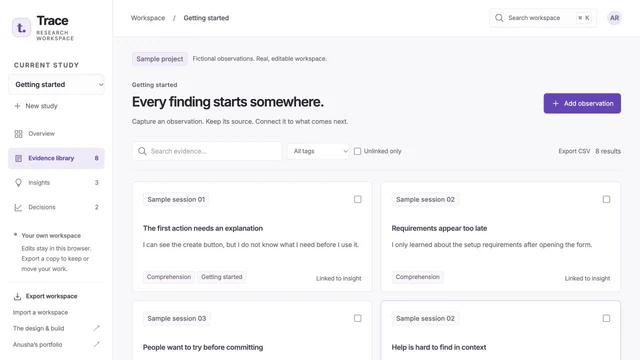 t.
Trace
RESEARCH
WORKSPACE
CURRENT STUDY
Getting started
+ New study
Overview
Evidence library 8
Insights 3
Decisions 2
Your own workspace
Edits stay in this browser.
Export a copy to keep or
move your work.
Export workspace
Import a workspace
The design & build
Anusha's portfolio
Workspace / Getting started
Search workspace ⌘ K
AR
Sample project Fictional observations. Real, editable workspace.
Getting started
Every finding starts somewhere.
Capture an observation. Keep its source. Connect it to what comes next.
+ Add observation
Search evidence...
All tags
Unlinked only
Export CSV 8 results
Sample session 01
The first action needs an explanation
I can see the create button, but I do not know what I need before I use it.
Comprehension Getting started Linked to insight
Sample session 02
Requirements appear too late
I only learned about the setup requirements after opening the form.
Comprehension Linked to insight
Sample session 03
People want to try before committing
Sample session 02
Help is hard to find in context